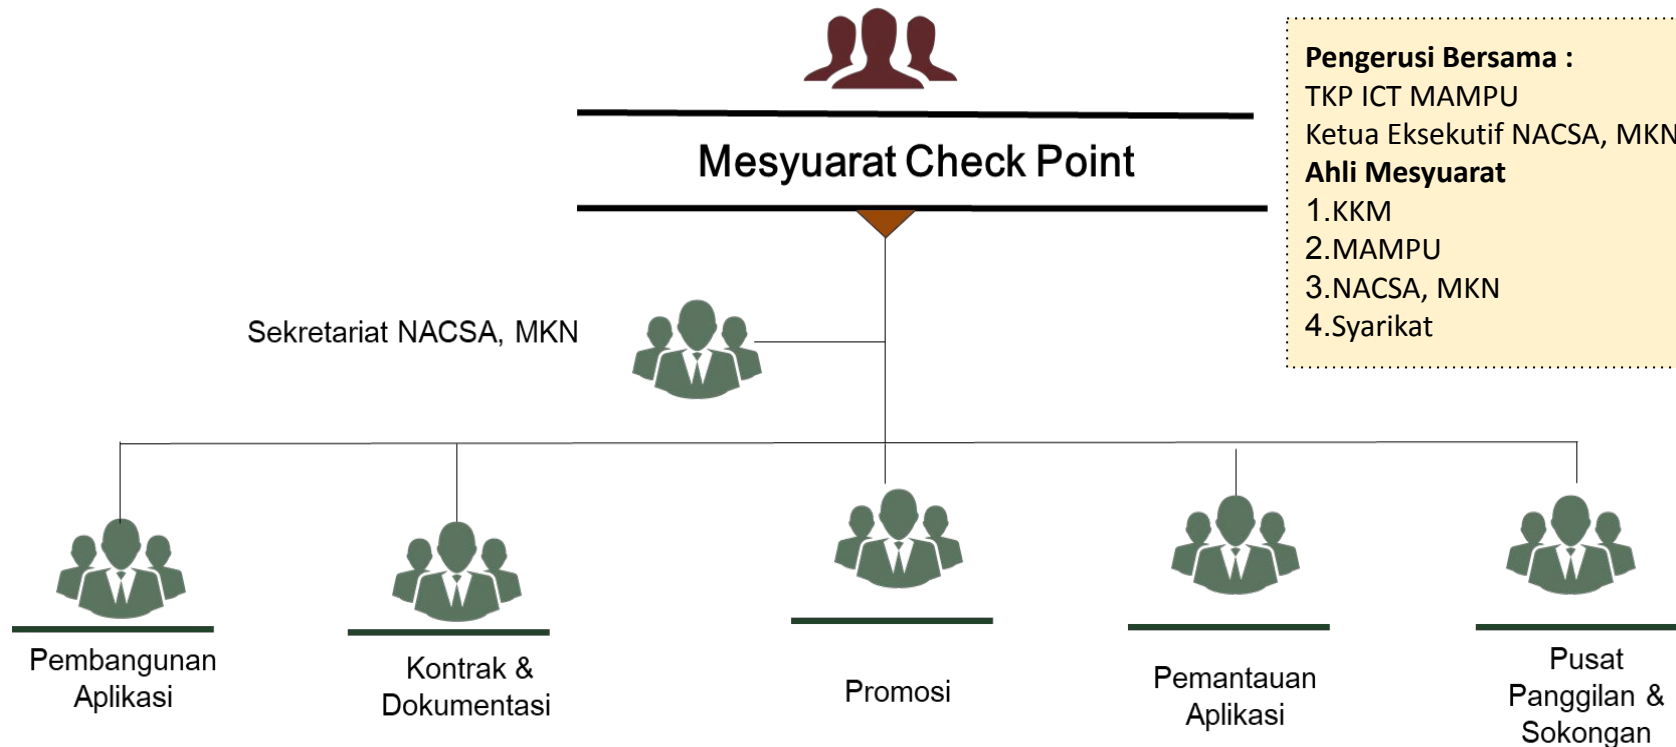 Pengerusi Bersama :
TKP ICT MAMPU
Ketua Eksekutif NACSA, MKN
Ahli Mesyuarat
1.KKM
2.MAMPU
3.NACSA, MKN
4.Syarikat
Mesyuarat Check Point
Sekretariat NACSA, MKN
Pembangunan
Aplikasi
Kontrak &
Dokumentasi
Promosi
Pemantauan
Aplikasi
Pusat
Panggilan &
Sokongan